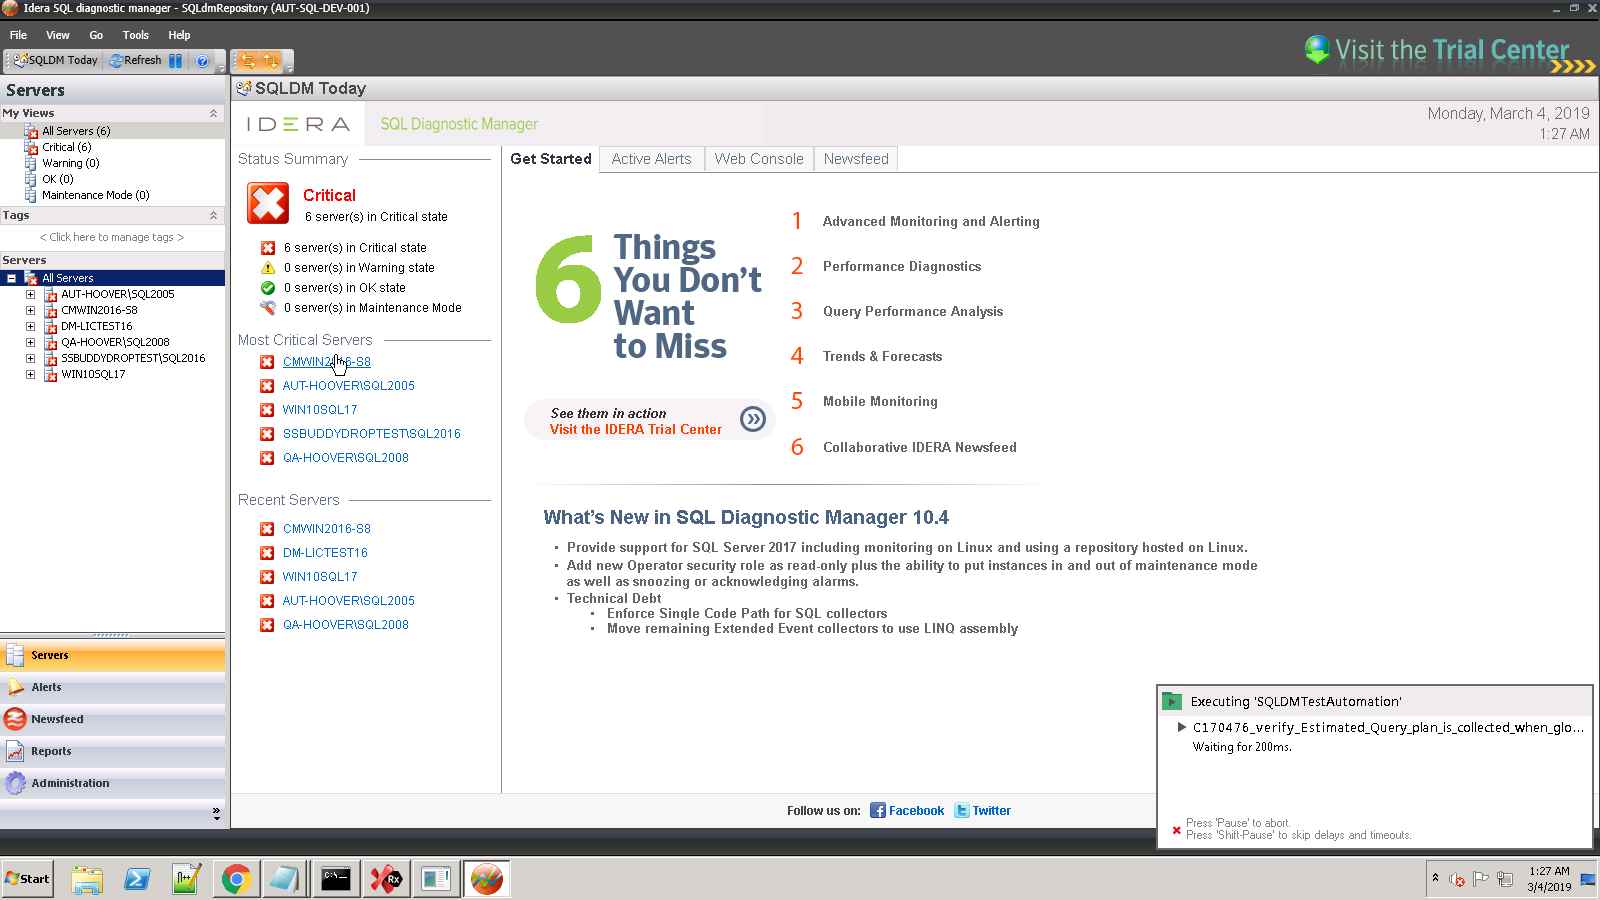 Idera SQL diagnostic manager - SQLdmRepository (AUT-SQL-DEV-001)
File View Go Tools Help
Visit the Trial Center
SQLDM Today Refresh
Servers
SQLDM Today
My Views
All Servers (6)
Critical (6)
Warning (0)
OK (0)
Maintenance Mode (0)
Tags
< Click here to manage tags >
Servers
All Servers
AUT-HOOVER\SQL2005
CMWIN2016-S8
DM-LICTEST16
QA-HOOVER\SQL2008
SSBUDDYDROPTEST\SQL2016
WIN10SQL17
Servers
Alerts
Newsfeed
Reports
Administration
IDERA SQL Diagnostic Manager
Monday, March 4, 2019
1:27 AM
Status Summary
Critical
6 server(s) in Critical state
6 server(s) in Critical state
0 server(s) in Warning state
0 server(s) in OK state
0 server(s) in Maintenance Mode
Most Critical Servers
CMWIN2016-S8
AUT-HOOVER\SQL2005
WIN10SQL17
SSBUDDYDROPTEST\SQL2016
QA-HOOVER\SQL2008
Recent Servers
CMWIN2016-S8
DM-LICTEST16
WIN10SQL17
AUT-HOOVER\SQL2005
QA-HOOVER\SQL2008
Get Started Active Alerts Web Console Newsfeed
6 Things
You Don't
Want
to Miss
See them in action
Visit the IDERA Trial Center
1 Advanced Monitoring and Alerting
2 Performance Diagnostics
3 Query Performance Analysis
4 Trends & Forecasts
5 Mobile Monitoring
6 Collaborative IDERA Newsfeed
What's New in SQL Diagnostic Manager 10.4
• Provide support for SQL Server 2017 including monitoring on Linux and using a repository hosted on Linux.
• Add new Operator security role as read-only plus the ability to put instances in and out of maintenance mode
as well as snoozing or acknowledging alarms.
• Technical Debt
• Enforce Single Code Path for SQL collectors
• Move remaining Extended Event collectors to use LINQ assembly
Follow us on: Facebook Twitter
Executing 'SQLDMTestAutomation'
C170476_verify_Estimated_Query_plan_is_collected_when_glo...
Waiting for 200ms.
Press 'Pause' to abort.
Press 'Shift-Pause' to skip delays and timeouts.
Start
C:\_
Rx
1:27 AM
3/4/2019